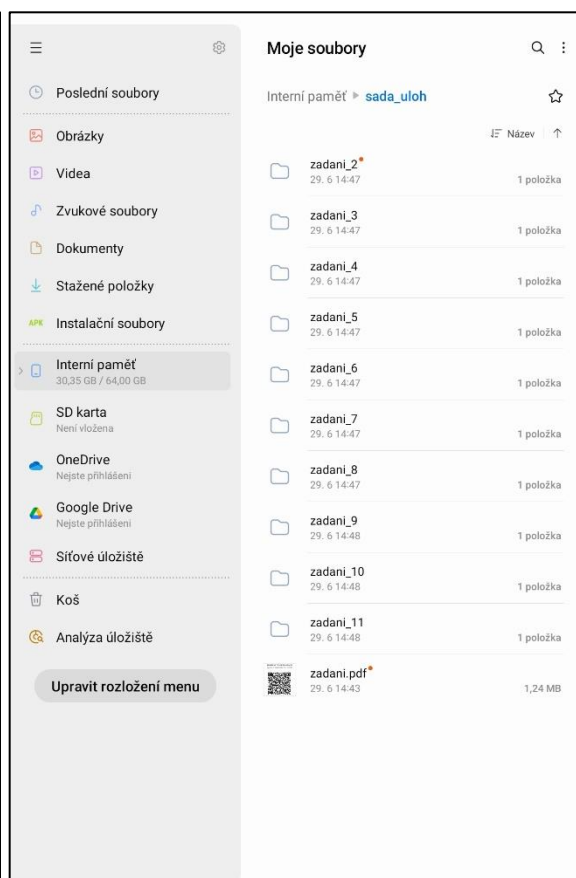 Poslední soubory
Obrázky
Videa
Zvukové soubory
Dokumenty
Stažené položky
APK Instalační soubory
Interní paměť
30,35 GB / 64,00 GB
SD karta
Není vložena
OneDrive
Nejste přihlášeni
Google Drive
Nejste přihlášeni
Síťové úložiště
Koš
Analýza úložiště
Upravit rozložení menu
Moje soubory
Interní paměť sada_uloh
Název
zadani_2
29. 6 14:47 1 položka
zadani_3
29. 6 14:47 1 položka
zadani_4
29. 6 14:47 1 položka
zadani_5
29. 6 14:47 1 položka
zadani_6
29. 6 14:47 1 položka
zadani_7
29. 6 14:47 1 položka
zadani_8
29. 6 14:47 1 položka
zadani_9
29. 6 14:48 1 položka
zadani_10
29. 6 14:48 1 položka
zadani_11
29. 6 14:48 1 položka
zadani.pdf
29. 6 14:43 1,24 MB